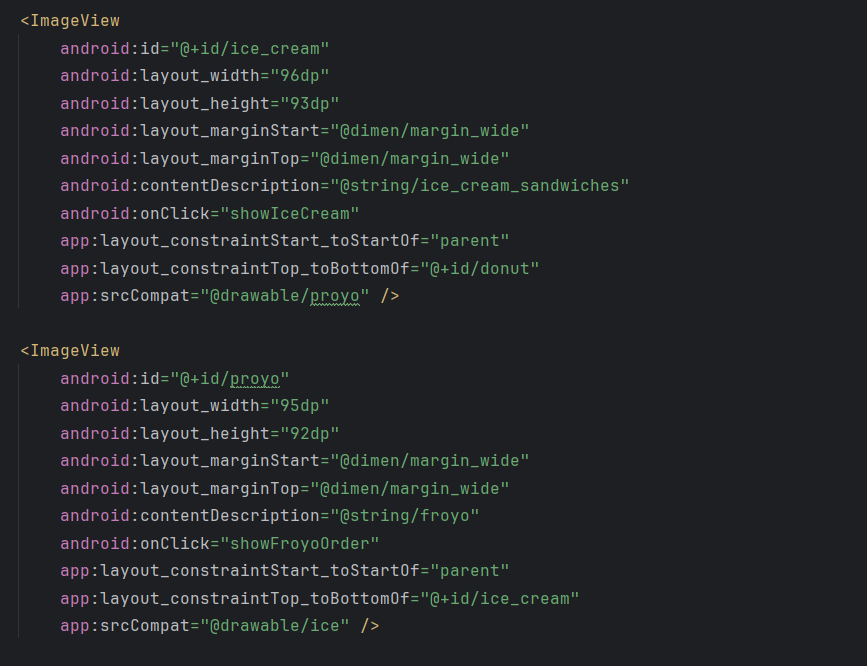 <ImageView
android:id="@+id/ice_cream"
android:layout_width="96dp"
android:layout_height="93dp"
android:layout_marginStart="@dimen/margin_wide"
android:layout_marginTop="@dimen/margin_wide"
android:contentDescription="@string/ice_cream_sandwiches"
android:onClick="showIceCream"
app:layout_constraintStart_toStartOf="parent"
app:layout_constraintTop_toBottomOf="@+id/donut"
app:srcCompat="@drawable/proyo" />
<ImageView
android:id="@+id/proyo"
android:layout_width="95dp"
android:layout_height="92dp"
android:layout_marginStart="@dimen/margin_wide"
android:layout_marginTop="@dimen/margin_wide"
android:contentDescription="@string/froyo"
android:onClick="showFroyoOrder"
app:layout_constraintStart_toStartOf="parent"
app:layout_constraintTop_toBottomOf="@+id/ice_cream"
app:srcCompat="@drawable/ice" />